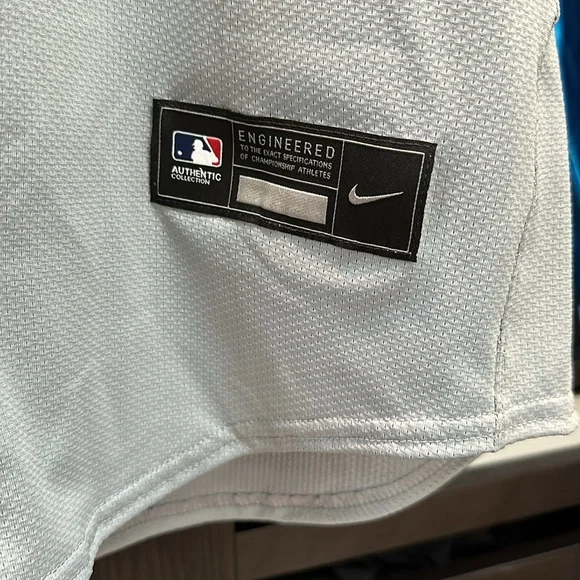 ENGINEERED
TO THE EXACT SPECIFICATIONS
OF CHAMPIONSHIP ATHLETES
AUTHENTIC
COLLECTION